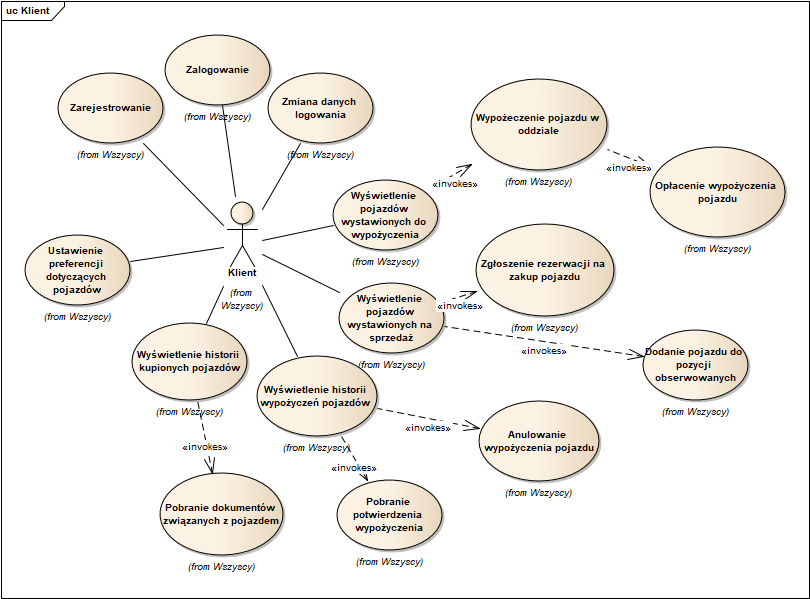 uc Klient
Zalogowanie
(from Wszyscy)
Zarejestrowanie
(from Wszyscy)
Zmiana danych
logowania
(from Wszyscy)
Wypożeczenie pojazdu w
oddziale
(from Wszyscy)
«invokes»
Opłacenie wypożyczenia
pojazdu
(from Wszyscy)
«invokes»
Wyświetlenie
pojazdów
wystawionych do
wypożyczenia
(from Wszyscy)
Klient
(from
Wszyscy)
Ustawienie
preferencji
dotyczących
pojazdów
(from Wszyscy)
Zgłoszenie rezerwacji na
zakup pojazdu
(from Wszyscy)
«invokes»
Wyświetlenie
pojazdów
wystawionych na
sprzedaż
(from Wszyscy)
«invokes»
Dodanie pojazdu do
pozycji
obserwowanych
(from Wszyscy)
Wyświetlenie historii
kupionych pojazdów
(from Wszyscy)
Wyświetlenie historii
wypożyczeń pojazdów
(from Wszyscy)
«invokes»
Anulowanie
wypożyczenia pojazdu
(from Wszyscy)
«invokes»
«invokes»
Pobranie dokumentów
związanych z pojazdem
(from Wszyscy)
Pobranie
potwierdzenia
wypożyczenia
(from Wszyscy)